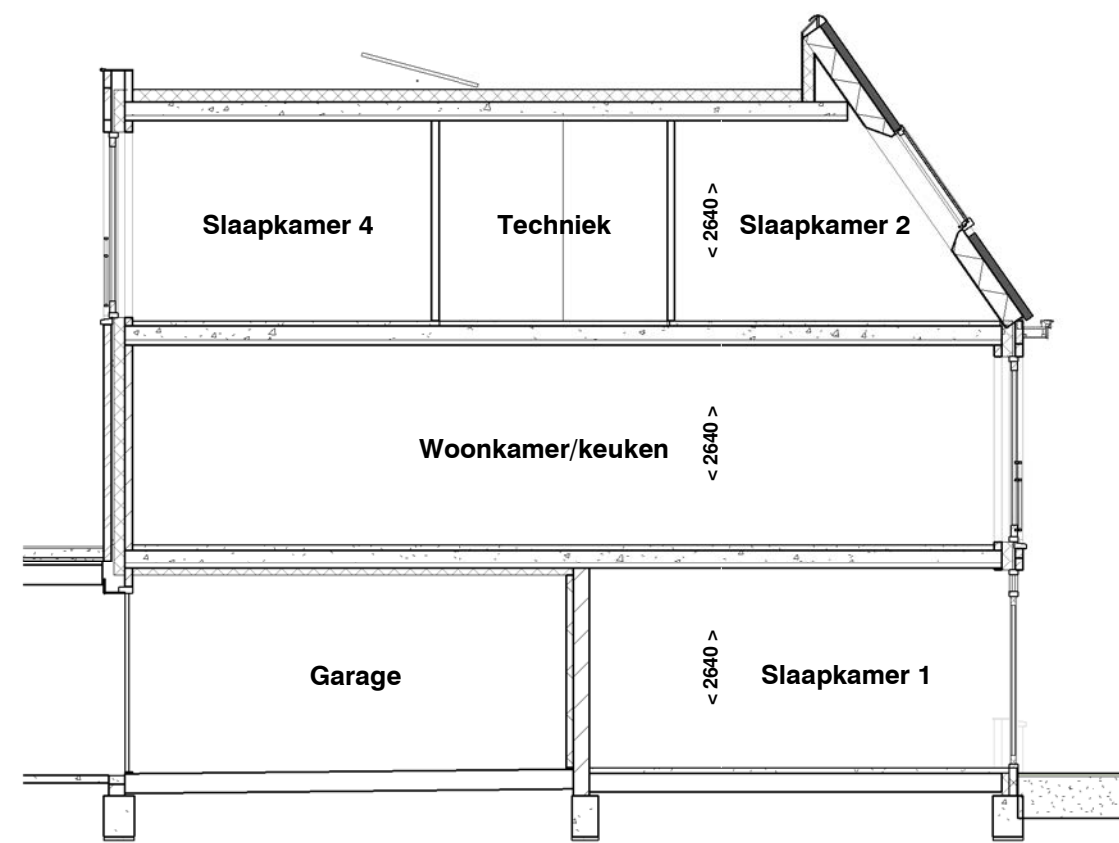 Slaapkamer 4
Techniek
< 2640 >
Slaapkamer 2
Woonkamer/keuken
< 2640 >
Garage
< 2640 >
Slaapkamer 1